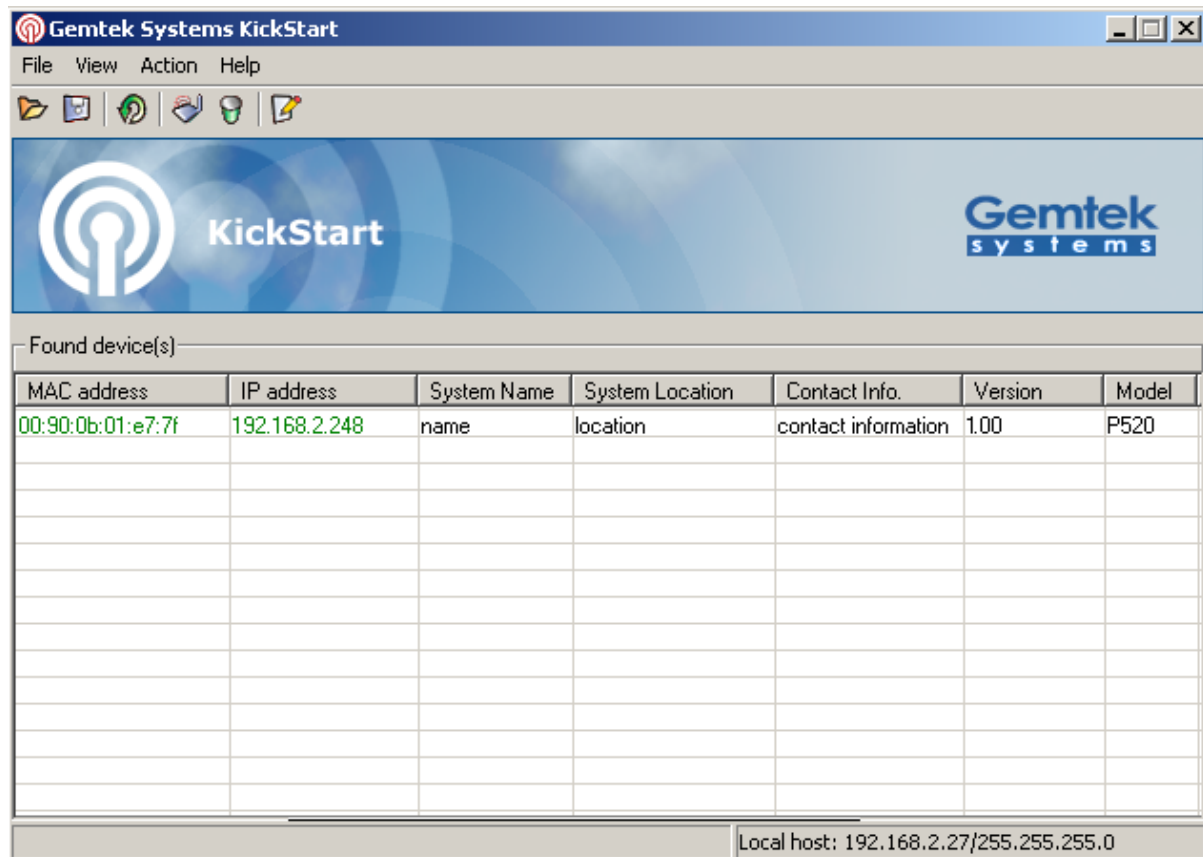 Gemtek Systems KickStart
File View Action Help
KickStart
Gemtek
systems
Found device(s)
MAC address IP address System Name System Location Contact Info. Version Model
00:90:0b:01:e7:7f 192.168.2.248 name location contact information 1.00 P520
Local host: 192.168.2.27/255.255.255.0